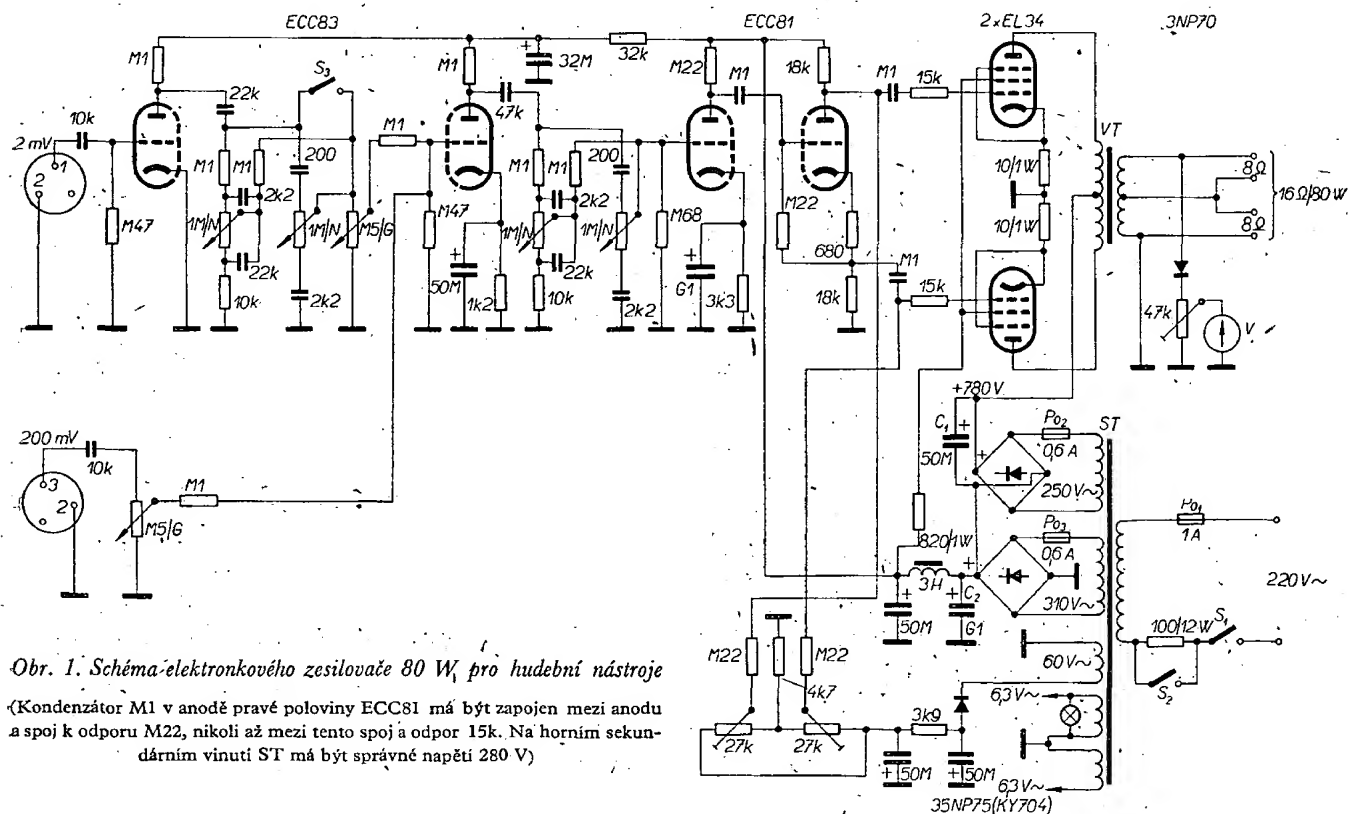 ECC83
ECC81
2xEL34
3NP70
M1
22k
S3
10k
2 mV
1
2
M47
M1
M1
2k2
1M/N
22k
10k
200
1M/N
2k2
M5/G
M1
M1
47k
32M
32k
M47
50M
1k2
M1
M1
2k2
1M/N
22k
10k
200
1M/N
2k2
M68
M22
M1
G1
3k3
M22
18k
680
18k
M1
M1
15k
15k
10/1W
10/1W
VT
8Ω
8Ω
16Ω/80W
47k
V
200 mV
10k
3
2
M5/G
M1
+780V
C1
50M
Po2
0,6 A
250V~
ST
Po3
0,6 A
310V~
820/1W
3H
C2
50M
G1
Po1
1A
220V~
100/12W
S1
S2
60V~
6,3V~
6,3V~
M22
4k7
M22
27k
27k
3k9
50M
50M
35NP75(KY704)
Obr. 1. Schéma elektronkového zesilovače 80 W pro hudební nástroje
(Kondenzátor M1 v anodě pravé poloviny ECC81 má být zapojen mezi anodu
a spoj k odporu M22, nikoli až mezi tento spoj a odpor 15k. Na horním sekun-
dárním vinutí ST má být správné napětí 280 V)